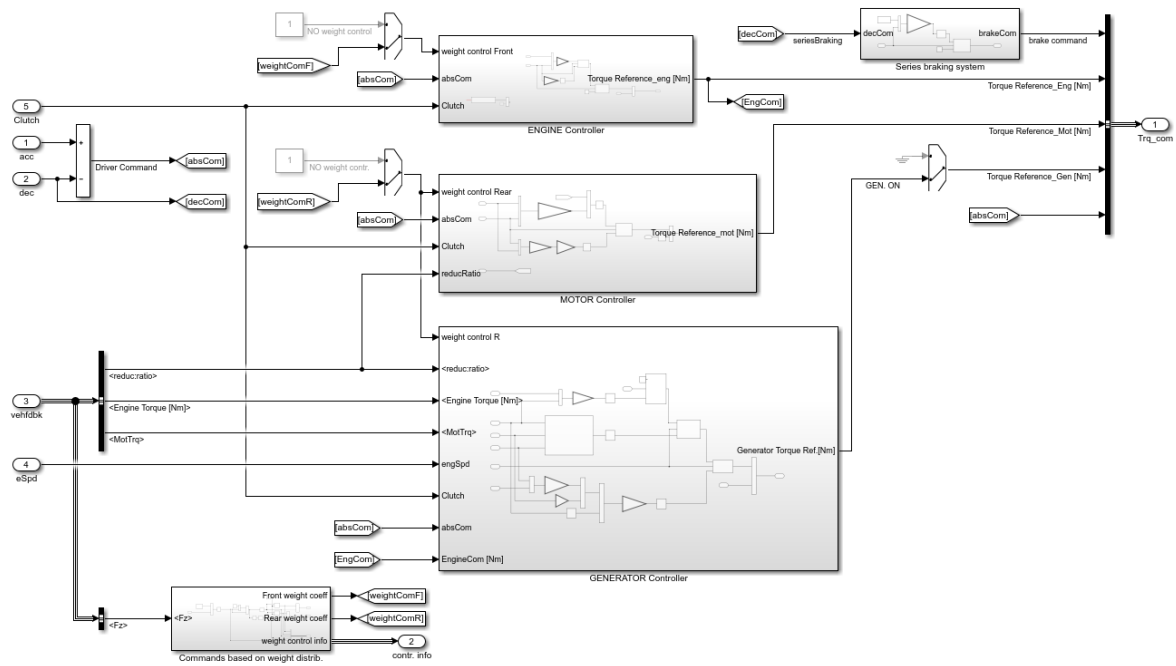 1
NO weight control
[weightComF]
weight control Front
[absCom]
absCom
Clutch
Torque Reference_eng [Nm]
ENGINE Controller
[EngCom]
[decCom]
seriesBraking
decCom
brakeCom
Series braking system
brake command
Torque Reference_Eng [Nm]
Torque Reference_Mot [Nm]
Torque Reference_Gen [Nm]
1
Trq_com
5
Clutch
1
acc
2
dec
+
−
Driver Command
[absCom]
[decCom]
1
NO weight contr.
[weightComR]
weight control Rear
[absCom]
absCom
Clutch
reducRatio
Torque Reference_mot [Nm]
MOTOR Controller
GEN. ON
[absCom]
3
vehfdbk
<reduc:ratio>
<Engine Torque [Nm]>
<MotTrq>
4
eSpd
weight control R
<reduc:ratio>
<Engine Torque [Nm]>
<MotTrq>
engSpd
Clutch
[absCom]
absCom
[EngCom]
EngineCom [Nm]
Generator Torque Ref.[Nm]
GENERATOR Controller
<Fz>
<Fz>
Front weight coeff
Rear weight coeff
weight control info
[weightComF]
[weightComR]
2
contr. info
Commands based on weight distrib.